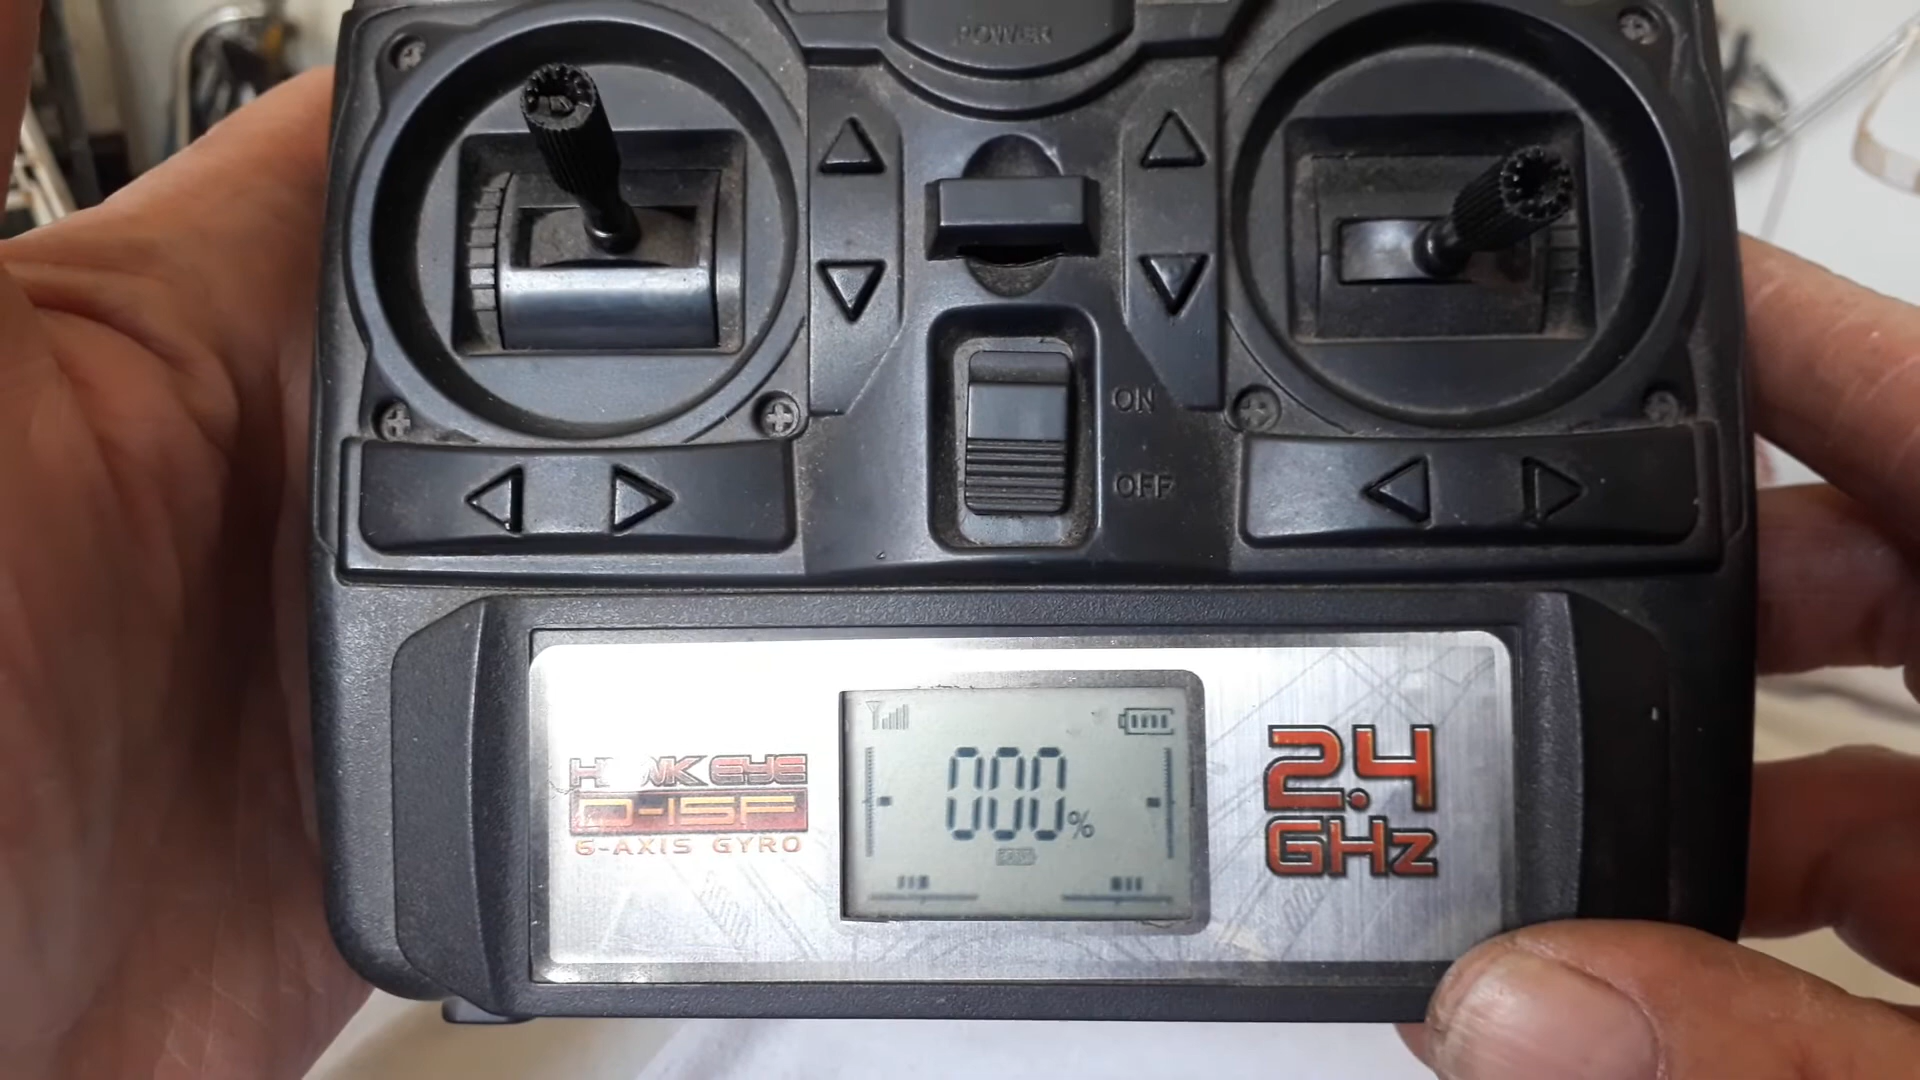 POWER
ON
OFF
HAWK EYE
D-15F
6-AXIS GYRO
000%
2.4
GHz